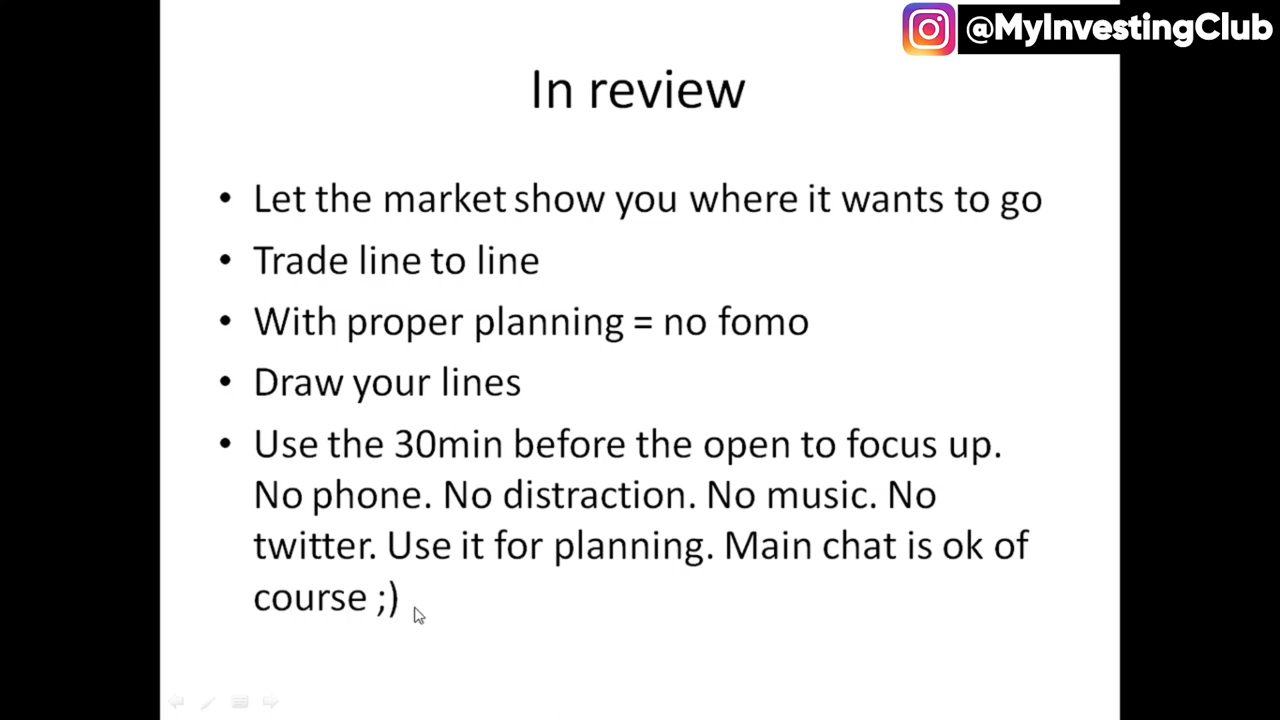 @MyInvestingClub
In review
• Let the market show you where it wants to go
• Trade line to line
• With proper planning = no fomo
• Draw your lines
• Use the 30min before the open to focus up.
No phone. No distraction. No music. No
twitter. Use it for planning. Main chat is ok of
course ;)